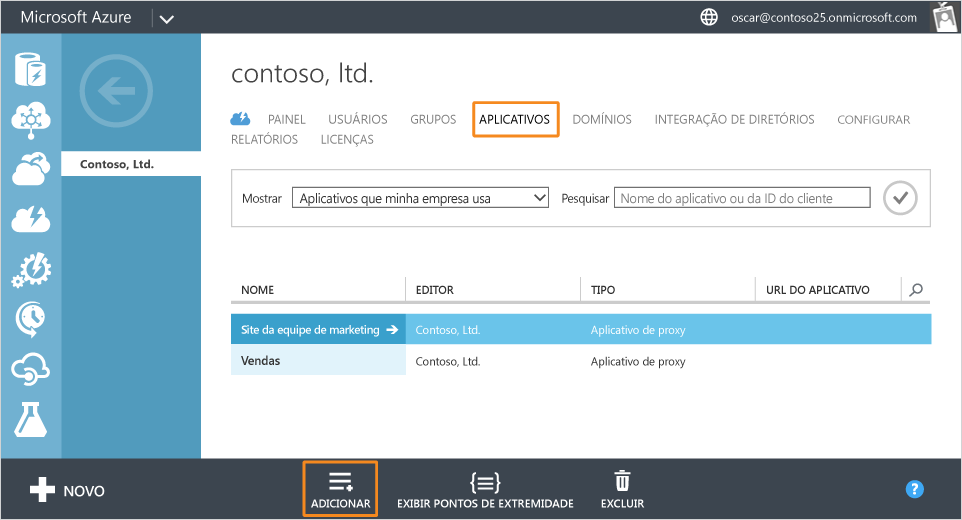 Microsoft Azure
oscar@contoso25.onmicrosoft.com
Contoso, Ltd.
contoso, ltd.
PAINEL USUÁRIOS GRUPOS APLICATIVOS DOMÍNIOS INTEGRAÇÃO DE DIRETÓRIOS CONFIGURAR
RELATÓRIOS LICENÇAS
Mostrar Aplicativos que minha empresa usa Pesquisar Nome do aplicativo ou da ID do cliente
NOME EDITOR TIPO URL DO APLICATIVO
Site da equipe de marketing Contoso, Ltd. Aplicativo de proxy
Vendas Contoso, Ltd. Aplicativo de proxy
NOVO ADICIONAR EXIBIR PONTOS DE EXTREMIDADE EXCLUIR ?